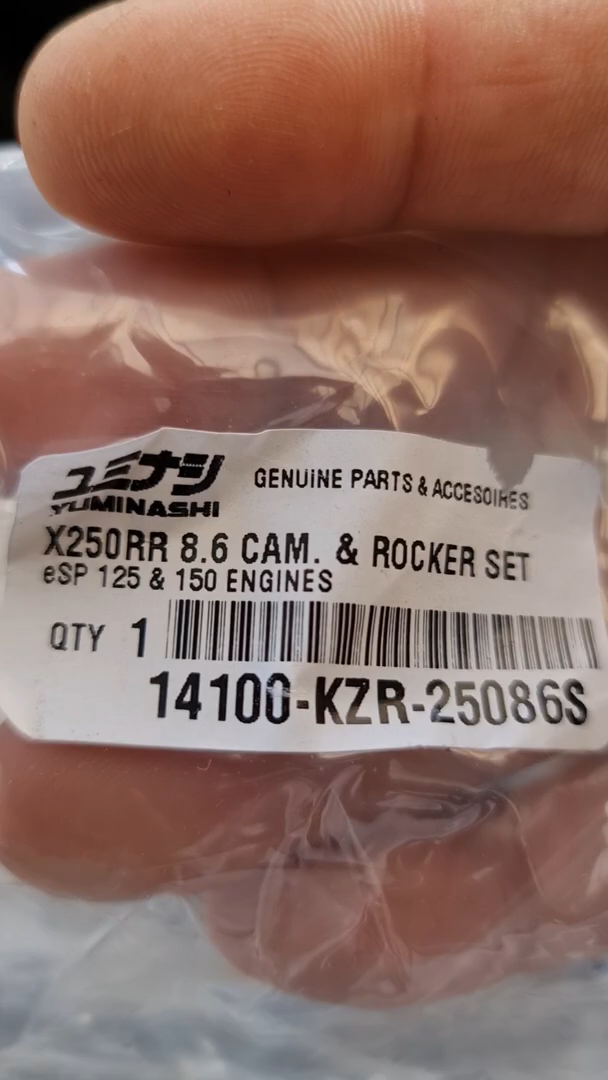 ユミナシ
YUMINASHI
GENUiNE PARTS & ACCESOIRES
X250RR 8.6 CAM. & ROCKER SET
eSP 125 & 150 ENGINES
QTY 1
14100-KZR-25086S